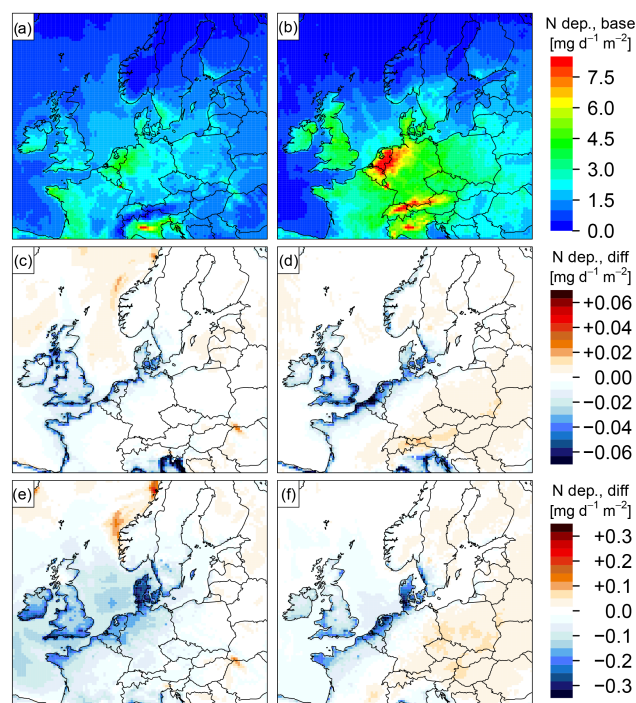 (a)
(b)
N dep., base
[mg d⁻¹ m⁻²]
7.5
6.0
4.5
3.0
1.5
0.0
(c)
(d)
N dep., diff
[mg d⁻¹ m⁻²]
+0.06
+0.04
+0.02
0.00
−0.02
−0.04
−0.06
(e)
(f)
N dep., diff
[mg d⁻¹ m⁻²]
+0.3
+0.2
+0.1
0.0
−0.1
−0.2
−0.3